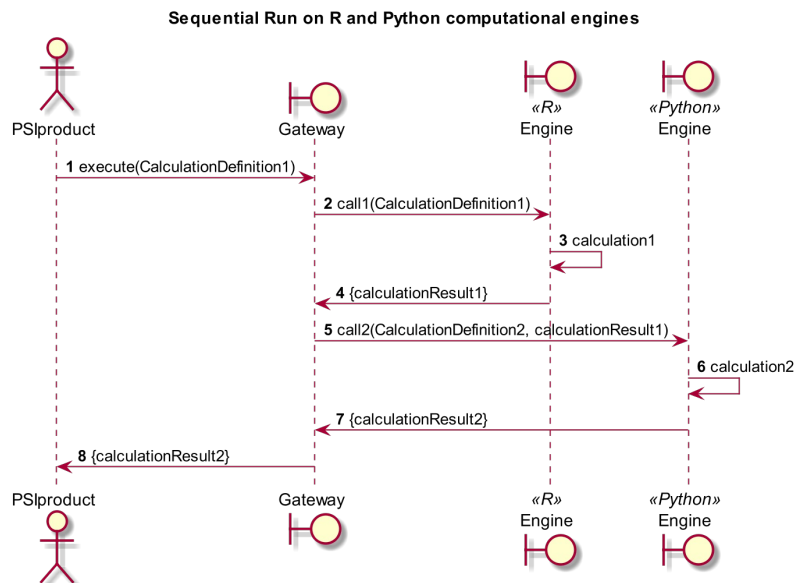 Sequential Run on R and Python computational engines
PSIproduct
Gateway
«R»
Engine
«Python»
Engine
1 execute(CalculationDefinition1)
2 call1(CalculationDefinition1)
3 calculation1
4 {calculationResult1}
5 call2(CalculationDefinition2, calculationResult1)
6 calculation2
7 {calculationResult2}
8 {calculationResult2}
PSIproduct
Gateway
«R»
Engine
«Python»
Engine